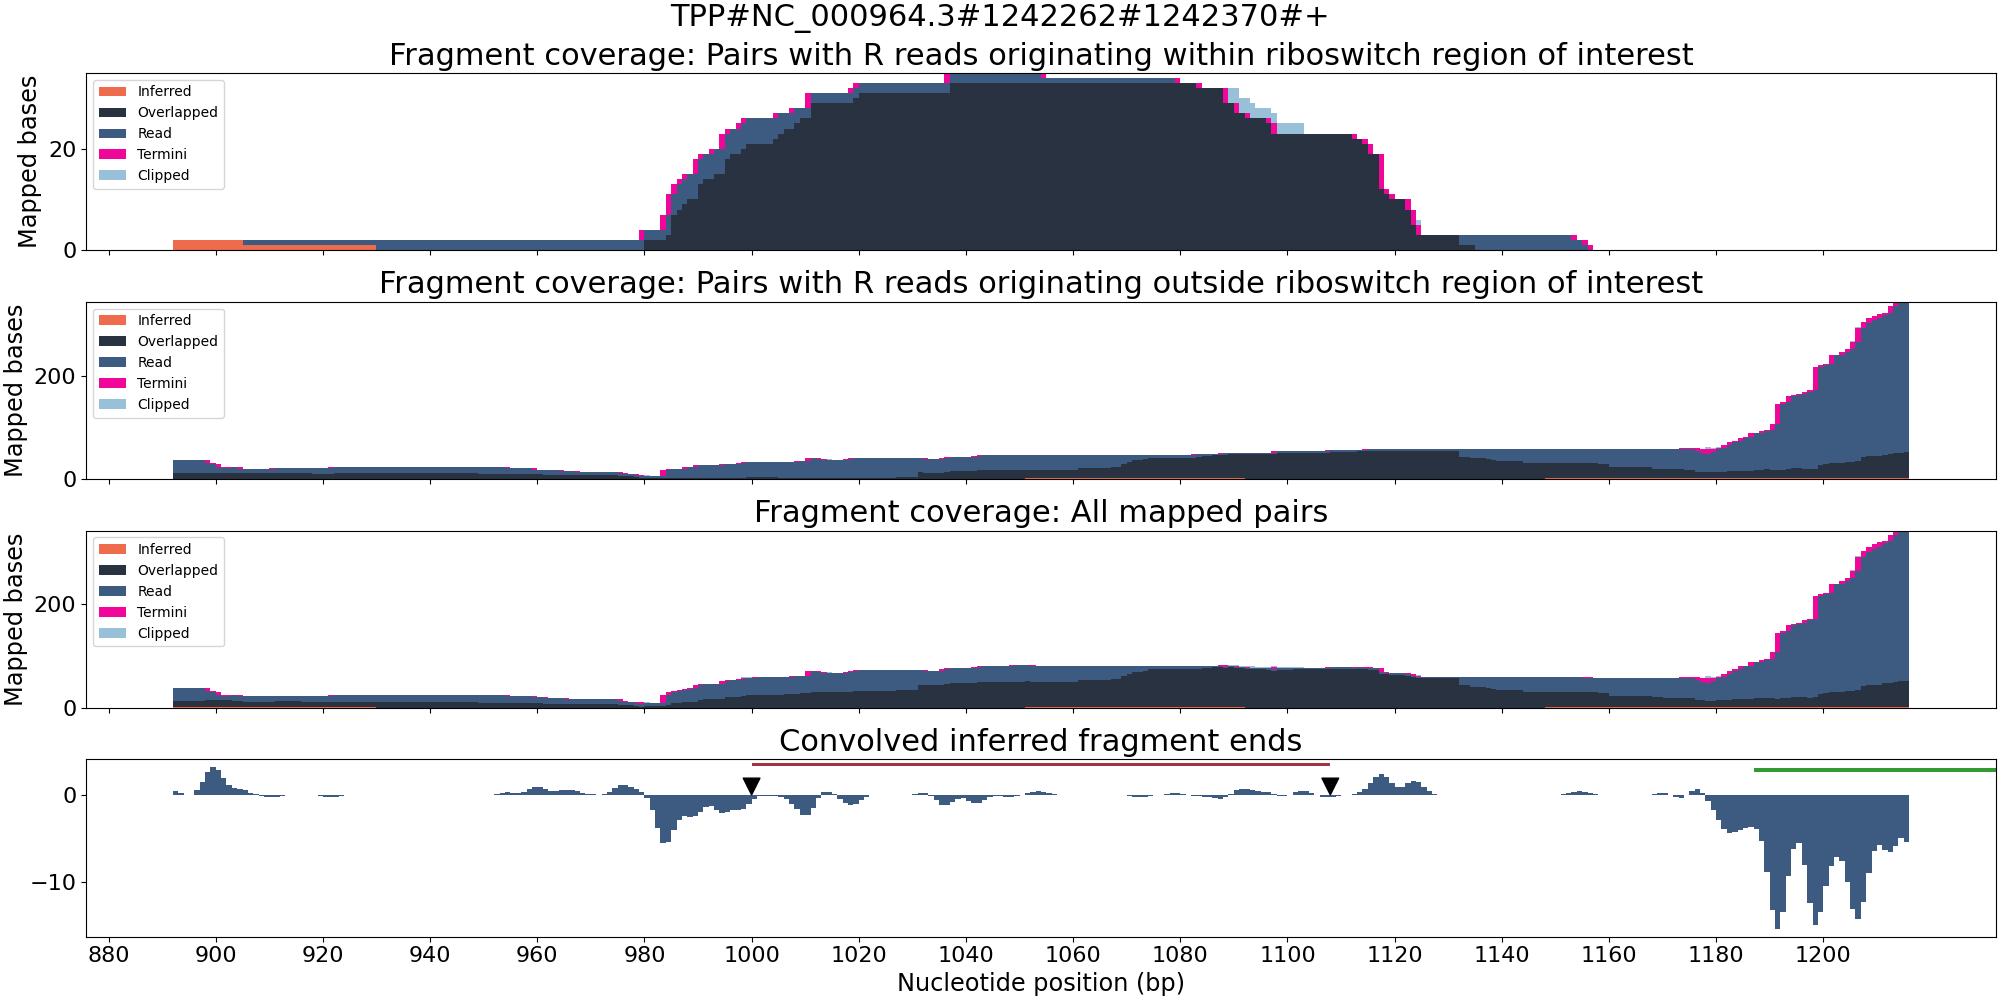 TPP#NC_000964.3#1242262#1242370#+
Fragment coverage: Pairs with R reads originating within riboswitch region of interest
Mapped bases
20
0
Inferred
Overlapped
Read
Termini
Clipped
Fragment coverage: Pairs with R reads originating outside riboswitch region of interest
Mapped bases
200
0
Inferred
Overlapped
Read
Termini
Clipped
Fragment coverage: All mapped pairs
Mapped bases
200
0
Inferred
Overlapped
Read
Termini
Clipped
Convolved inferred fragment ends
0
−10
880 900 920 940 960 980 1000 1020 1040 1060 1080 1100 1120 1140 1160 1180 1200
Nucleotide position (bp)